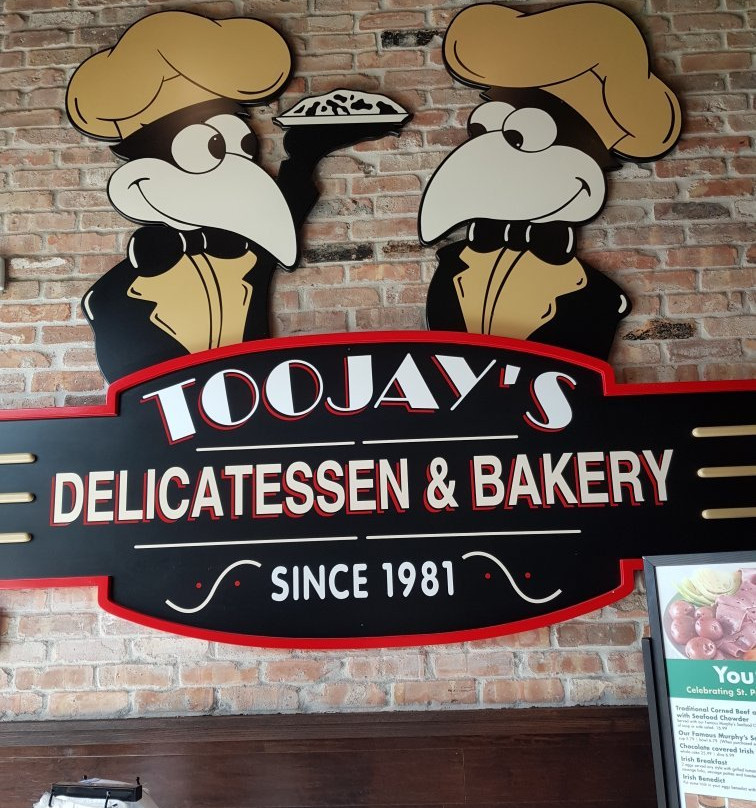 TOOJAY'S
DELICATESSEN & BAKERY
SINCE 1981
You
Celebrating St. P
Traditional Corned Beef
with Seafood Chowder
Our Famous Murphy's
Chocolate covered Irish
Irish Breakfast
Irish Benedict